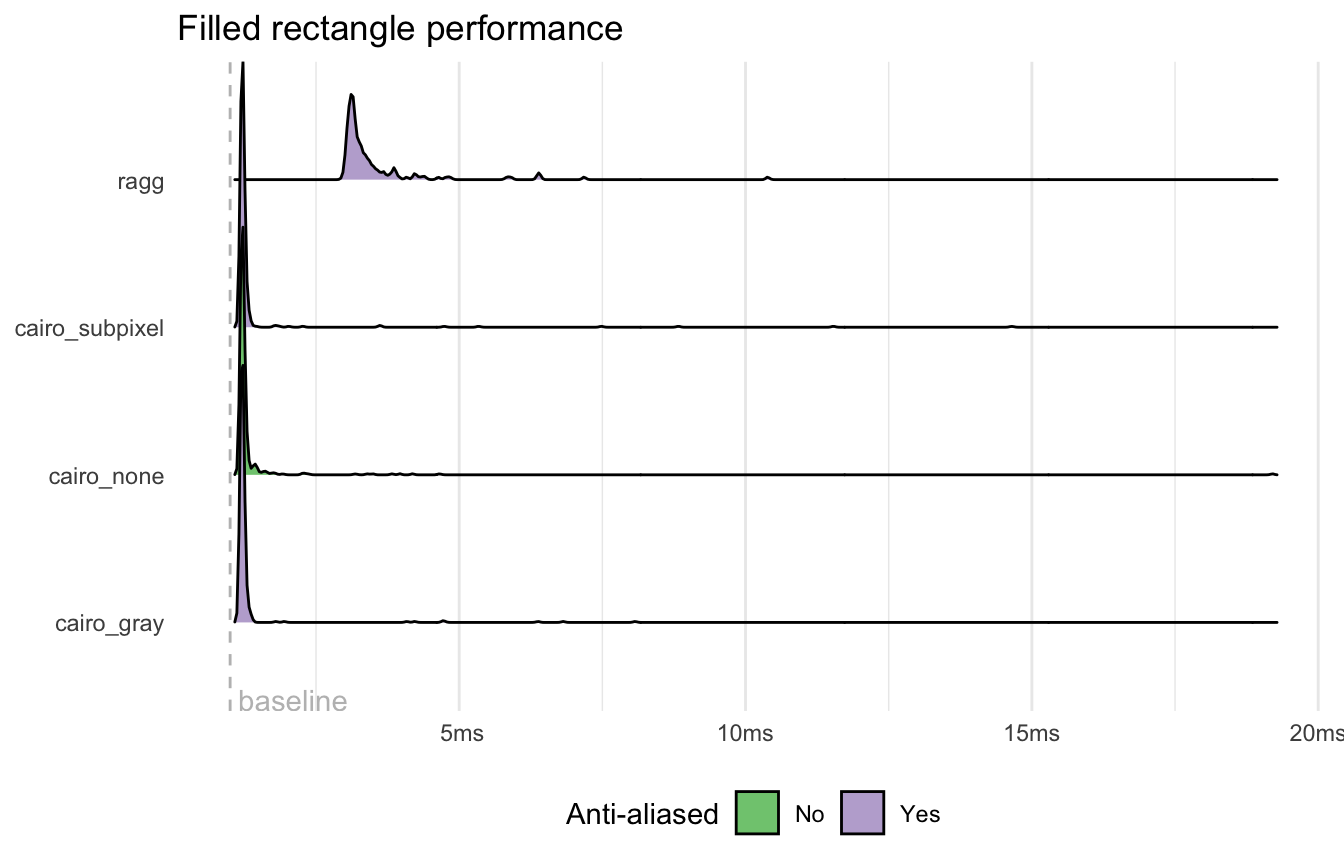 Filled rectangle performance
ragg
cairo_subpixel
cairo_none
cairo_gray
baseline
5ms 10ms 15ms 20ms
Anti-aliased No Yes